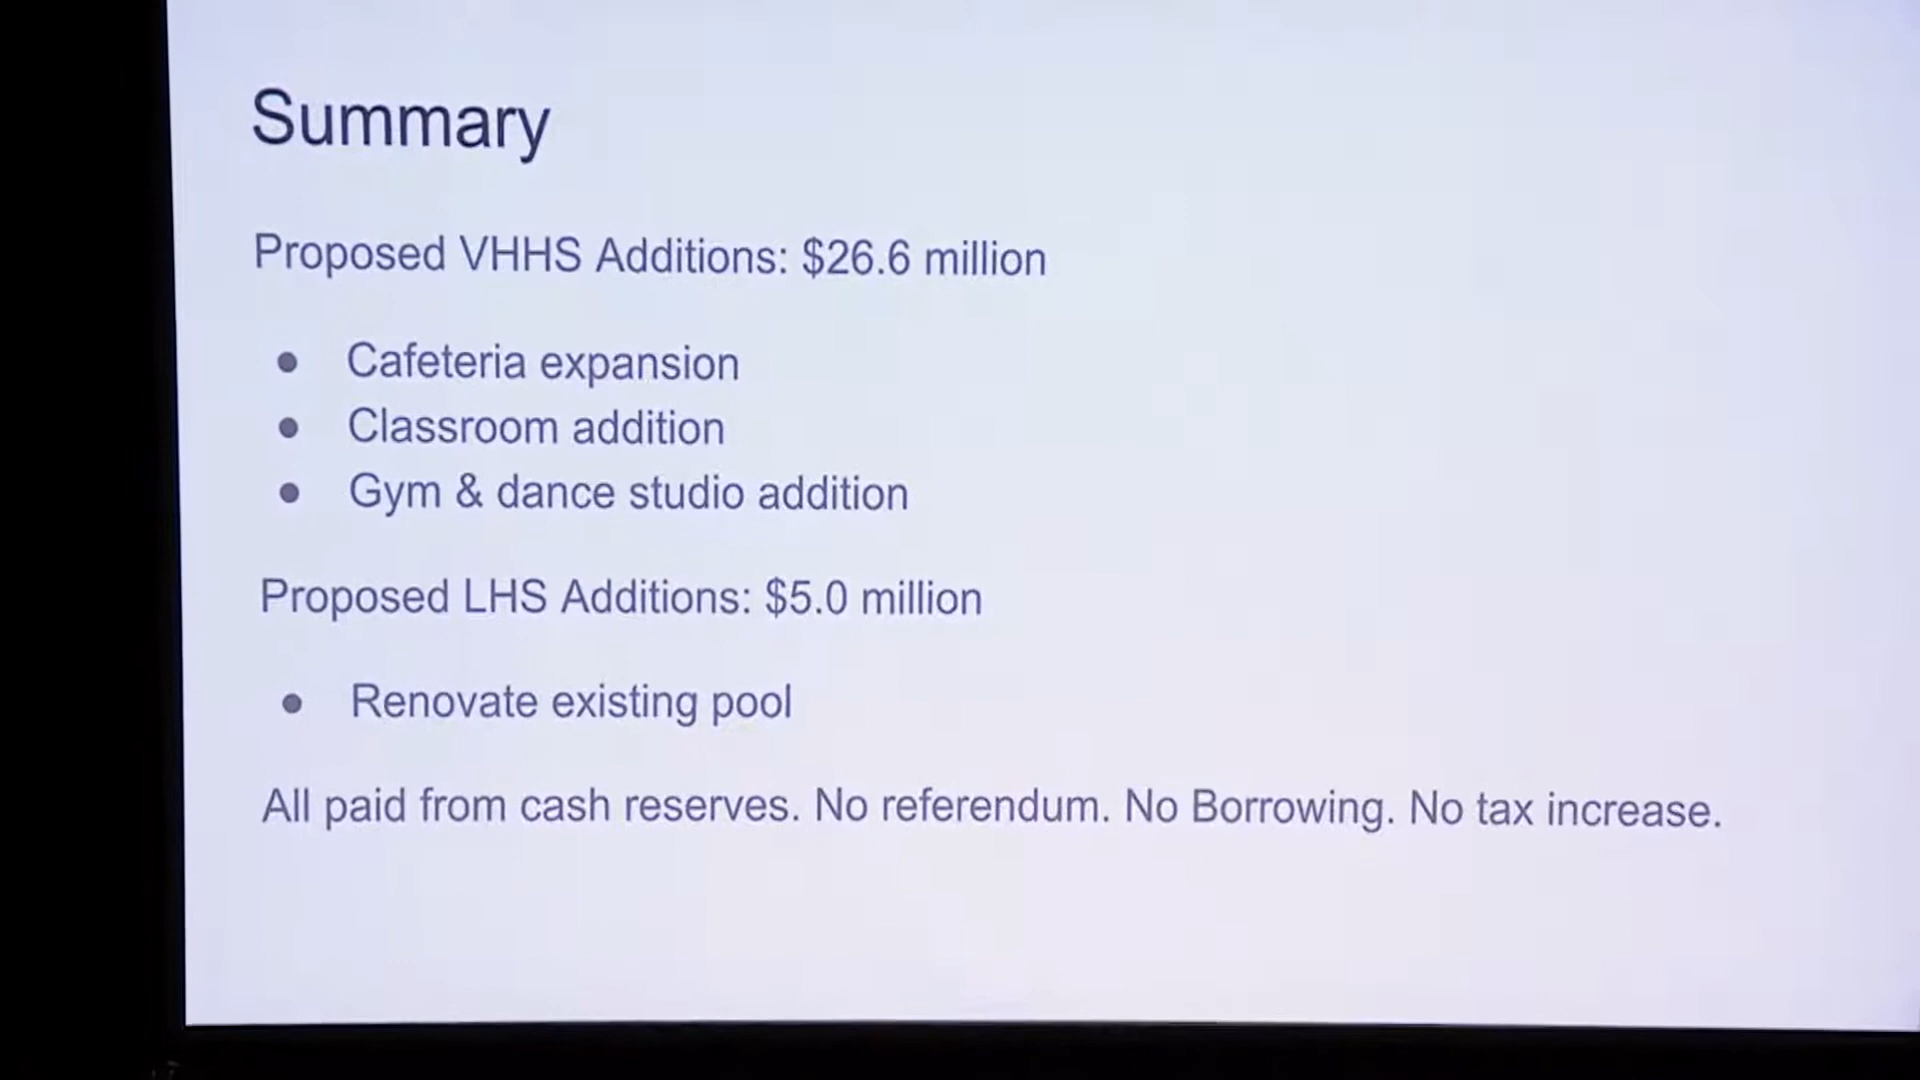 Summary
Proposed VHHS Additions: $26.6 million
● Cafeteria expansion
● Classroom addition
● Gym & dance studio addition
Proposed LHS Additions: $5.0 million
● Renovate existing pool
All paid from cash reserves. No referendum. No Borrowing. No tax increase.